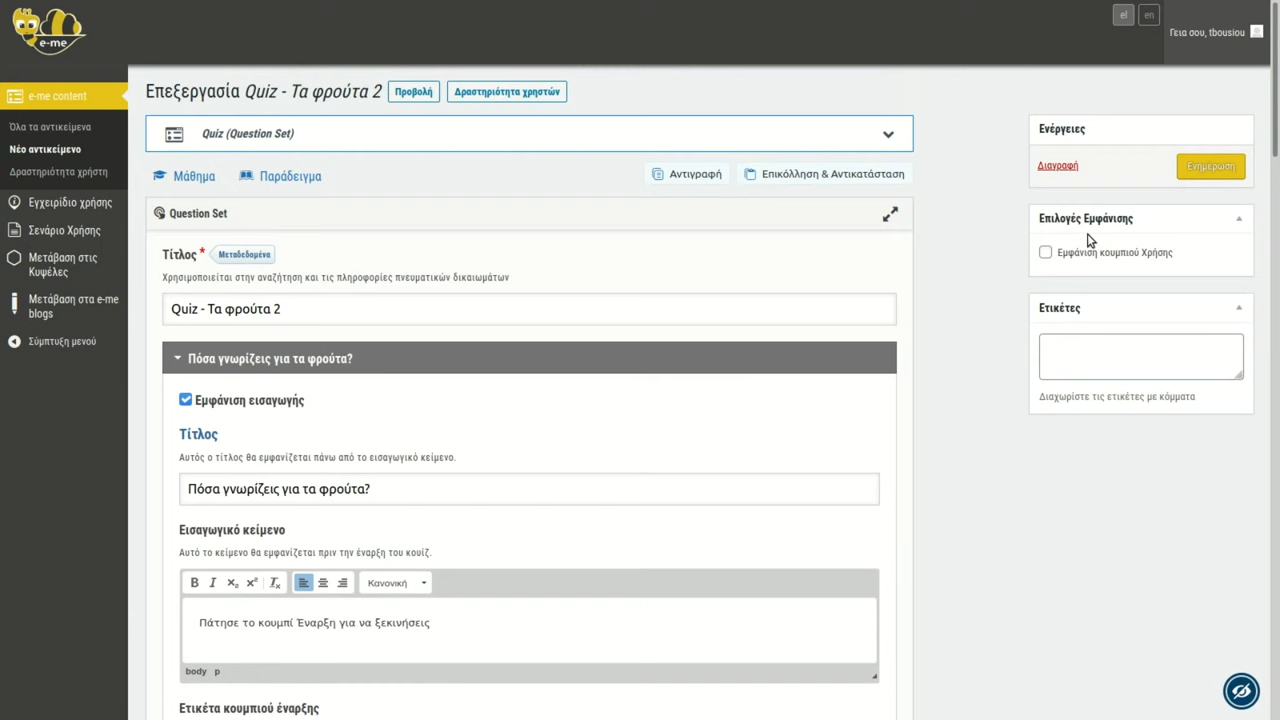 el en
Γεια σου, tbousiou
e-me
e-me content
Όλα τα αντικείμενα
Νέο αντικείμενο
Δραστηριότητα χρήστη
Εγχειρίδιο χρήσης
Σενάριο Χρήσης
Μετάβαση στις
Κυψέλες
Μετάβαση στα e-me
blogs
Σύμπτυξη μενού
Επεξεργασία Quiz - Τα φρούτα 2 Προβολή Δραστηριότητα χρηστών
Quiz (Question Set)
Μάθημα Παράδειγμα Αντιγραφή Επικόλληση & Αντικατάσταση
Question Set
Τίτλος* Μεταδεδομένα
Χρησιμοποιείται στην αναζήτηση και τις πληροφορίες πνευματικών δικαιωμάτων
Quiz - Τα φρούτα 2
Πόσα γνωρίζεις για τα φρούτα?
Εμφάνιση εισαγωγής
Τίτλος
Αυτός ο τίτλος θα εμφανίζεται πάνω από το εισαγωγικό κείμενο.
Πόσα γνωρίζεις για τα φρούτα?
Εισαγωγικό κείμενο
Αυτό το κείμενο θα εμφανίζεται πριν την έναρξη του κουίζ.
B I x₂ x² Tx Κανονική
Πάτησε το κουμπί Έναρξη για να ξεκινήσεις
body p
Ετικέτα κουμπιού έναρξης
Ενέργειες
Διαγραφή Ενημέρωση
Επιλογές Εμφάνισης
Εμφάνιση κουμπιού Χρήσης
Ετικέτες
Διαχωρίστε τις ετικέτες με κόμματα